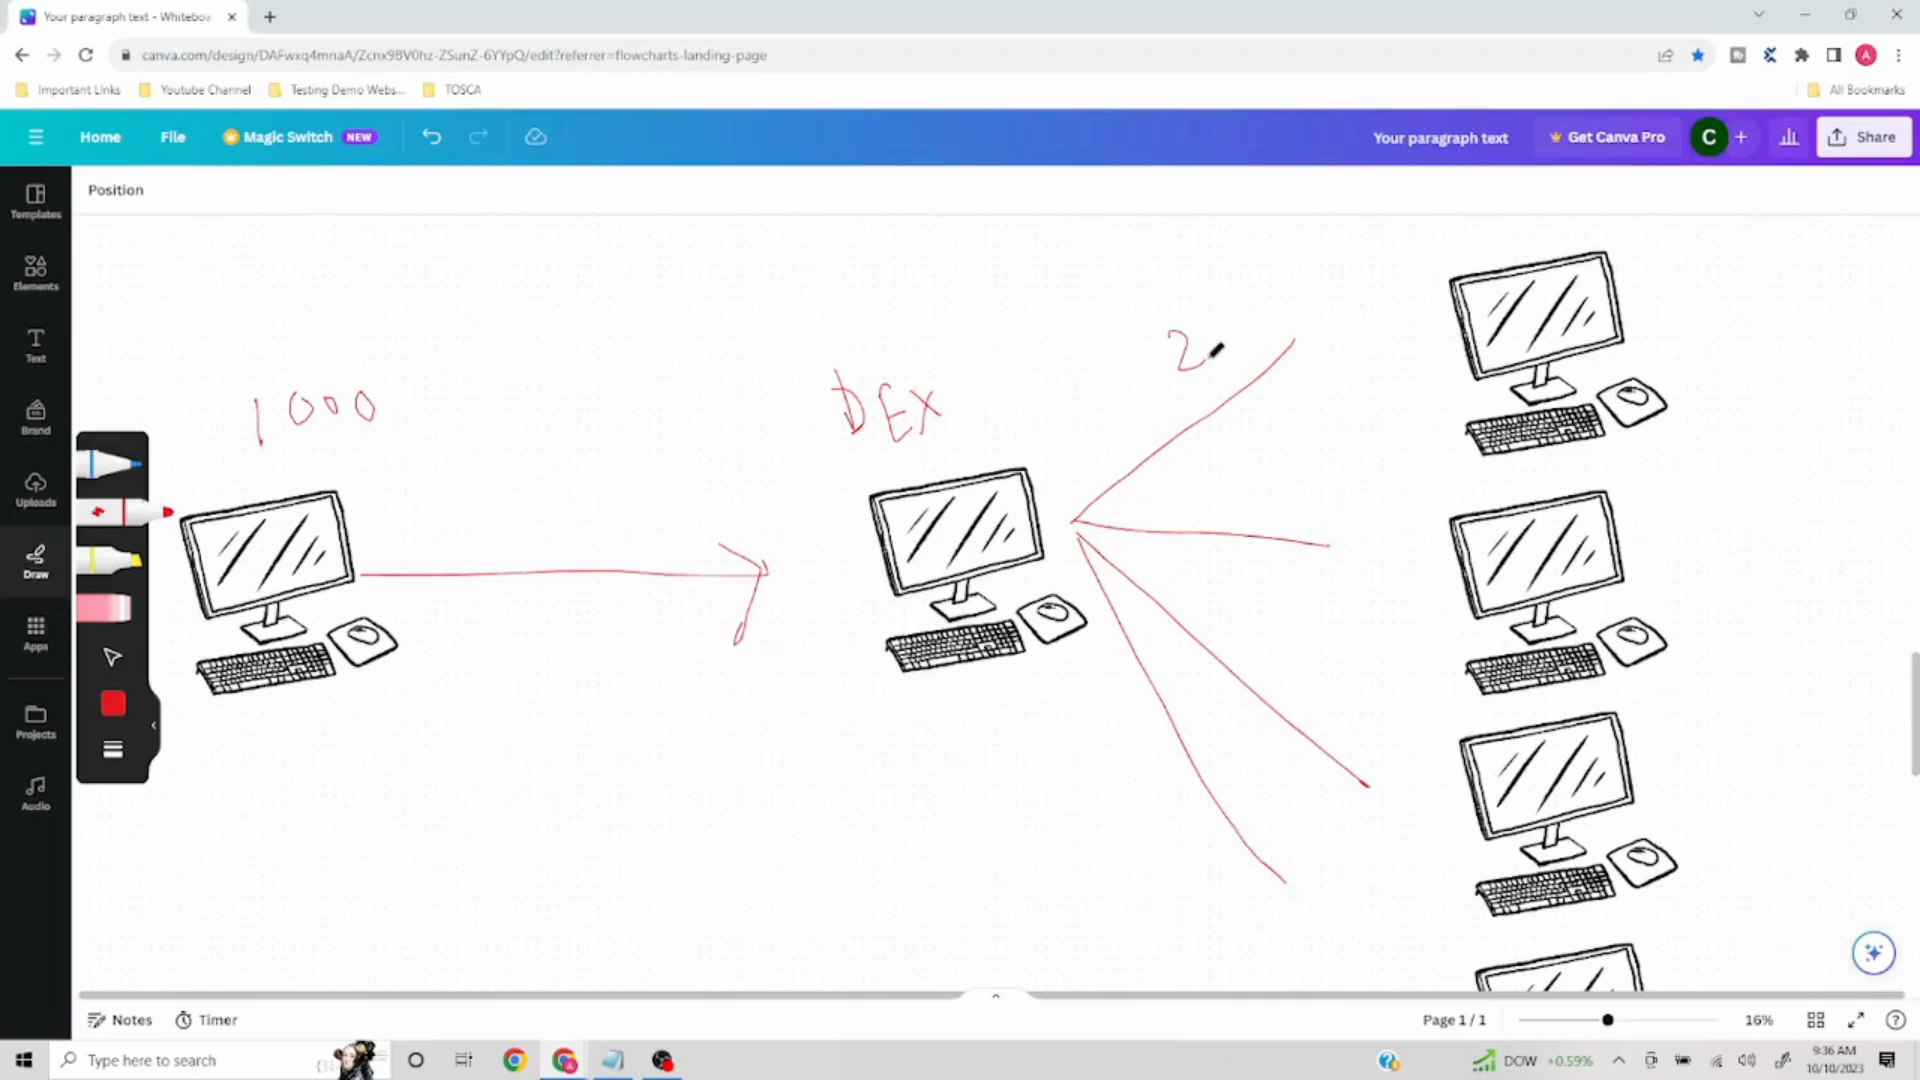 Your paragraph text - Whiteboa
canva.com/design/DAFwxq4mnaA/Zcnx9BV0hz-ZSunZ-6YYpQ/edit?referrer=flowcharts-landing-page
A
Important Links
Youtube Channel
Testing Demo Webs...
TOSCA
All Bookmarks
Home
File
Magic Switch
NEW
Your paragraph text
Get Canva Pro
C
Share
Position
Templates
Elements
Text
Brand
Uploads
Draw
Apps
Projects
Audio
1000
DEX
2
Notes
Timer
Page 1 / 1
16%
Type here to search
DOW +0.59%
9:36 AM
10/10/2023